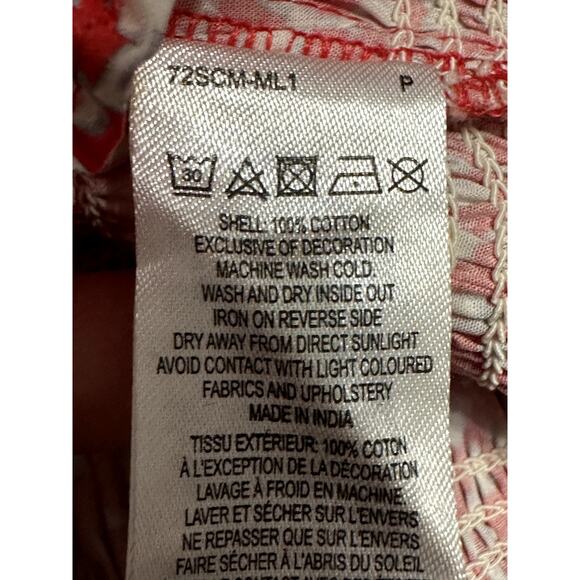 72SCM-ML1 P
30
SHELL: 100% COTTON
EXCLUSIVE OF DECORATION
MACHINE WASH COLD.
WASH AND DRY INSIDE OUT
IRON ON REVERSE SIDE
DRY AWAY FROM DIRECT SUNLIGHT
AVOID CONTACT WITH LIGHT COLOURED
FABRICS AND UPHOLSTERY
MADE IN INDIA
TISSU EXTÉRIEUR: 100% COTON
À L'EXCEPTION DE LA DÉCORATION
LAVAGE À FROID EN MACHINE.
LAVER ET SÉCHER SUR L'ENVERS
NE REPASSER QUE SUR L'ENVERS
FAIRE SÉCHER À L'ABRIS DU SOLEIL